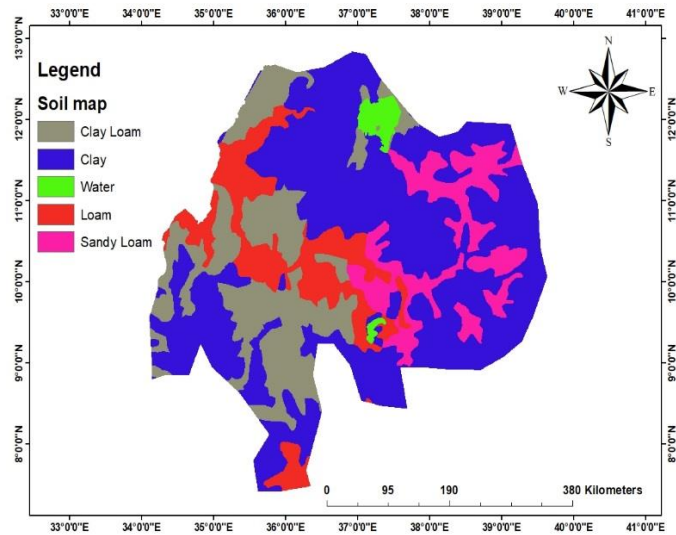 33°0'0"E 34°0'0"E 35°0'0"E 36°0'0"E 37°0'0"E 38°0'0"E 39°0'0"E 40°0'0"E 41°0'0"E
13°0'0"N
12°0'0"N
11°0'0"N
10°0'0"N
9°0'0"N
8°0'0"N
Legend
Soil map
Clay Loam
Clay
Water
Loam
Sandy Loam
N
W E
S
13°0'0"N
12°0'0"N
11°0'0"N
10°0'0"N
9°0'0"N
8°0'0"N
0 95 190 380 Kilometers
33°0'0"E 34°0'0"E 35°0'0"E 36°0'0"E 37°0'0"E 38°0'0"E 39°0'0"E 40°0'0"E 41°0'0"E